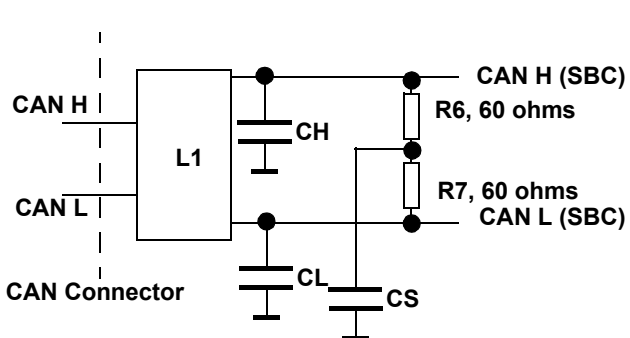 CAN H (SBC)
CAN H
R6, 60 ohms
CH
L1
R7, 60 ohms
CAN L
CAN L (SBC)
CL
CAN Connector
CS